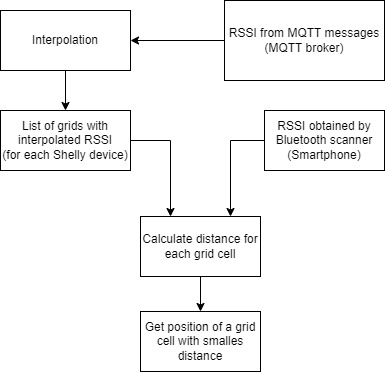 Interpolation
RSSI from MQTT messages
(MQTT broker)
List of grids with
interpolated RSSI
(for each Shelly device)
RSSI obtained by
Bluetooth scanner
(Smartphone)
Calculate distance for
each grid cell
Get position of a grid
cell with smalles
distance